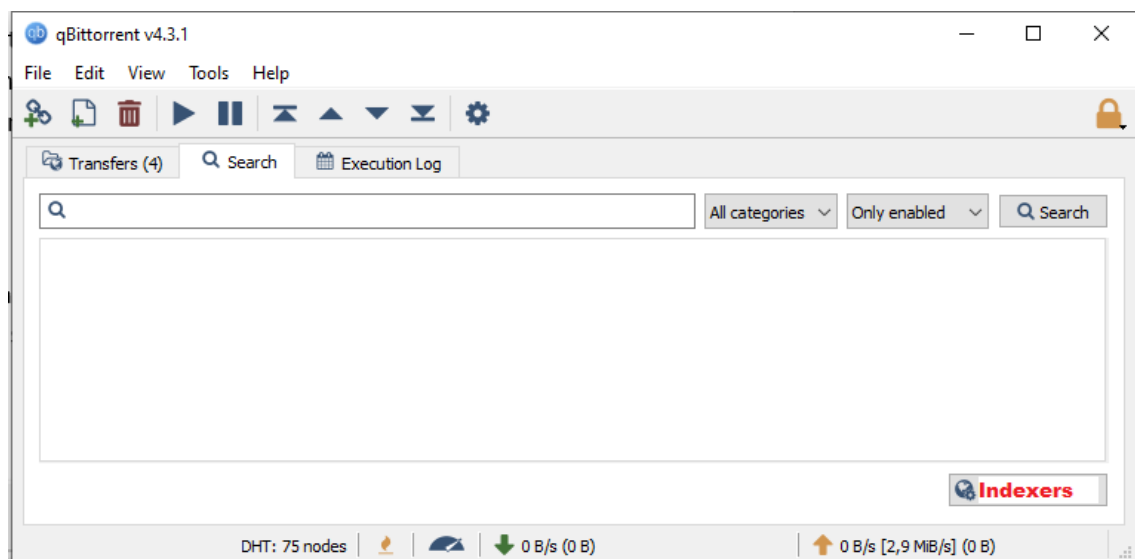 qb qBittorrent v4.3.1
File Edit View Tools Help
Transfers (4) Search Execution Log
All categories Only enabled Search
Indexers
DHT: 75 nodes 0 B/s (0 B) 0 B/s [2,9 MiB/s] (0 B)